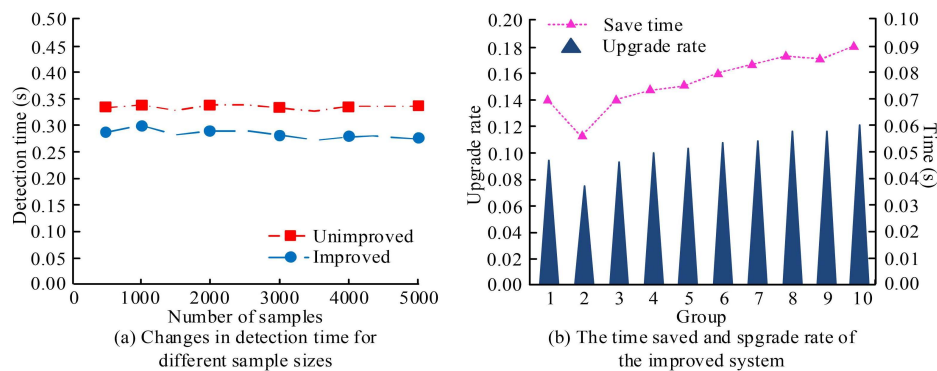 0.50
0.45
0.40
0.35
0.30
0.25
0.20
0.15
0.10
0.05
0.00
Detection time (s)
Unimproved
Improved
0 1000 2000 3000 4000 5000
Number of samples
(a) Changes in detection time for
different sample sizes
0.20
0.18
0.16
0.14
0.12
0.10
0.08
0.06
0.04
0.02
0.00
Upgrade rate
Save time
Upgrade rate
0.10
0.09
0.08
0.07
0.06
0.05
0.04
0.03
0.02
0.01
0.00
Time (s)
1 2 3 4 5 6 7 8 9 10
Group
(b) The time saved and spgrade rate of
the improved system